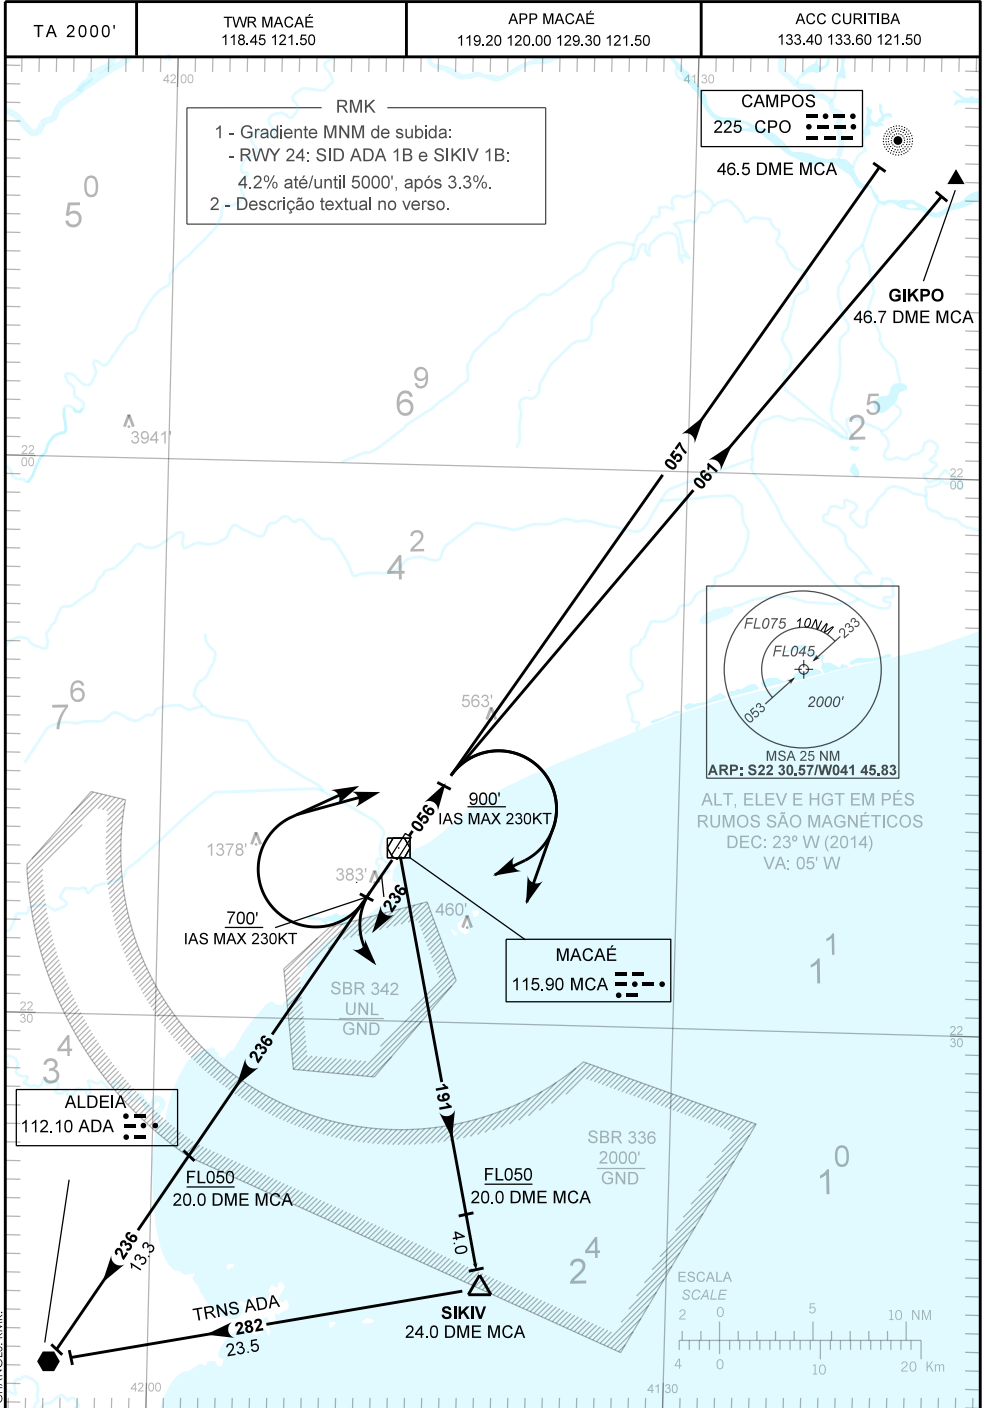 TA 2000'
TWR MACAÉ
118.45 121.50
APP MACAÉ
119.20 120.00 129.30 121.50
ACC CURITIBA
133.40 133.60 121.50
42 00
41 30
RMK
1 - Gradiente MNM de subida:
- RWY 24: SID ADA 1B e SIKIV 1B:
4.2% até/until 5000', após 3.3%.
2 - Descrição textual no verso.
CAMPOS
225 CPO
46.5 DME MCA
GIKPO
46.7 DME MCA
5 0
6 9
3941'
2 5
22 00
22 00
057
061
4 2
FL075 10NM 233
FL045
053
2000'
MSA 25 NM
ARP: S22 30.57/W041 45.83
7 6
563'
ALT, ELEV E HGT EM PÉS
RUMOS SÃO MAGNÉTICOS
DEC: 23º W (2014)
VA: 05' W
900'
IAS MAX 230KT
056
1378'
383'
236
460'
700'
IAS MAX 230KT
MACAÉ
115.90 MCA
1 1
SBR 342
UNL
GND
22 30
22 30
236
3 4
191
ALDEIA
112.10 ADA
SBR 336
2000'
GND
1 0
FL050
20.0 DME MCA
FL050
20.0 DME MCA
236
13.3
4.0
2 4
TRNS ADA
282
23.5
SIKIV
24.0 DME MCA
ESCALA
SCALE
2 0 5 10 NM
4 0 10 20 Km
42 00
41 30